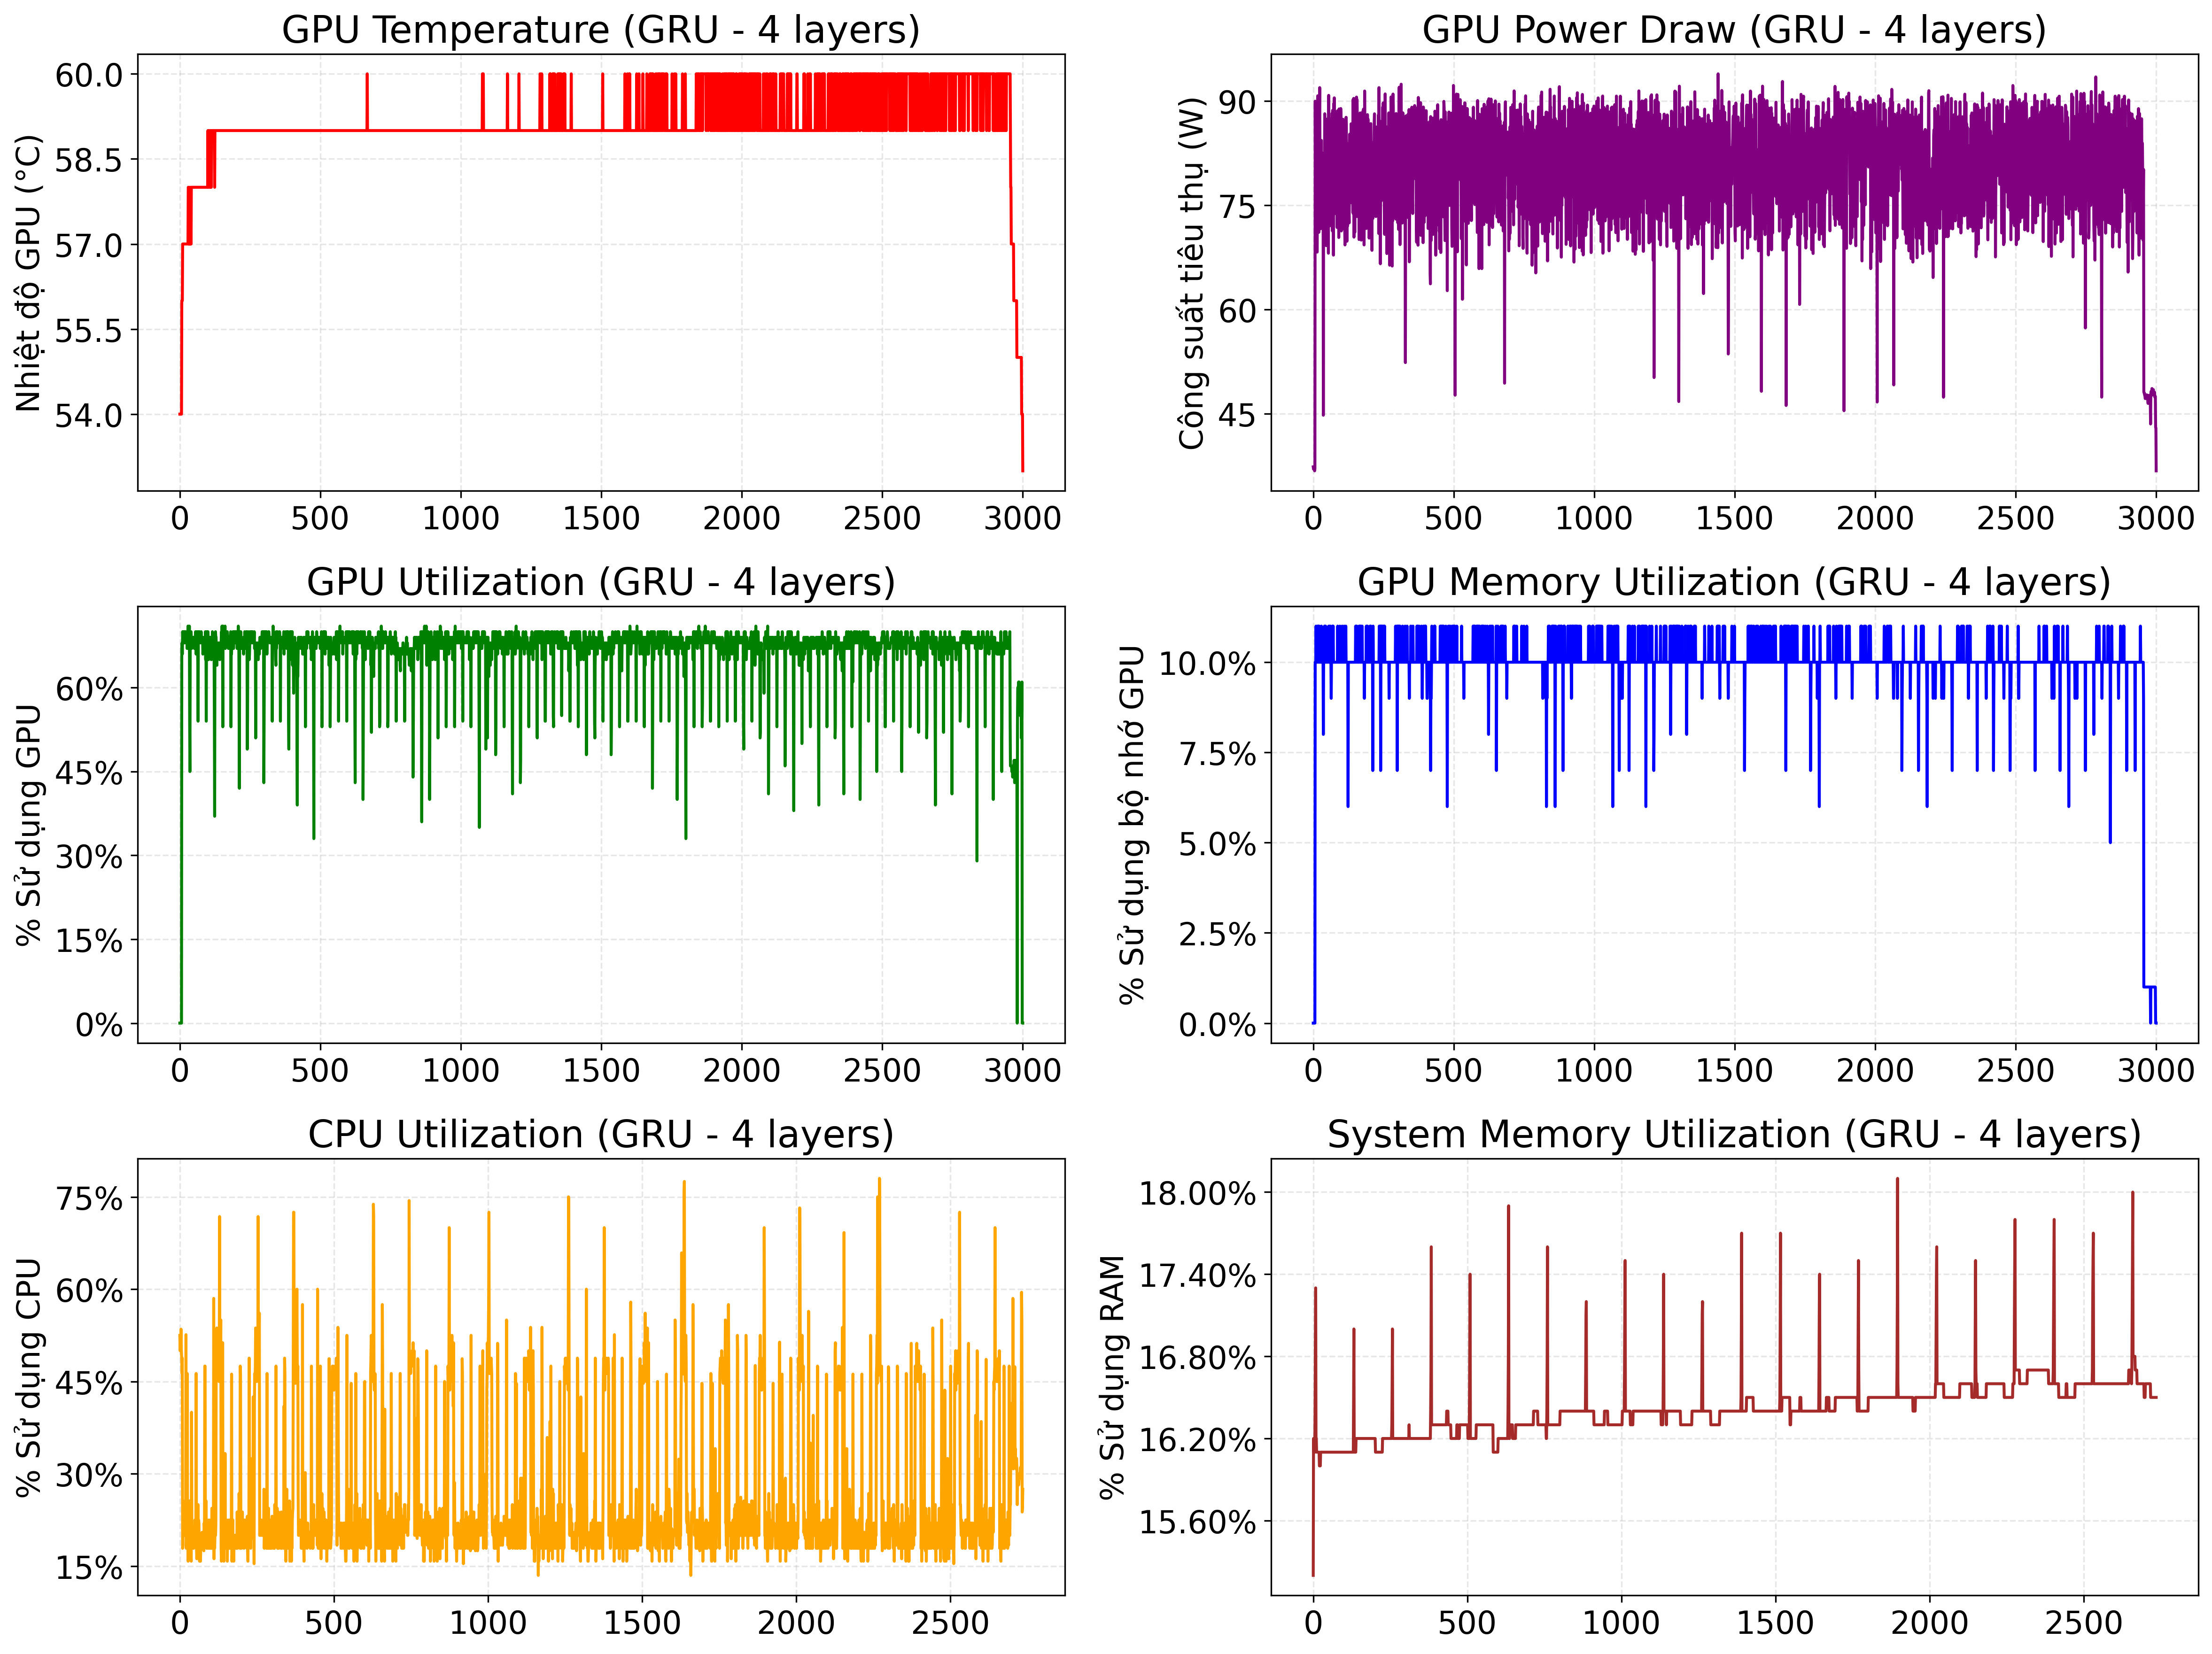 GPU Temperature (GRU - 4 layers)
Nhiệt độ GPU (°C)
60.0
58.5
57.0
55.5
54.0
0 500 1000 1500 2000 2500 3000
GPU Power Draw (GRU - 4 layers)
Công suất tiêu thụ (W)
90
75
60
45
0 500 1000 1500 2000 2500 3000
GPU Utilization (GRU - 4 layers)
% Sử dụng GPU
60%
45%
30%
15%
0%
0 500 1000 1500 2000 2500 3000
GPU Memory Utilization (GRU - 4 layers)
% Sử dụng bộ nhớ GPU
10.0%
7.5%
5.0%
2.5%
0.0%
0 500 1000 1500 2000 2500 3000
CPU Utilization (GRU - 4 layers)
% Sử dụng CPU
75%
60%
45%
30%
15%
0 500 1000 1500 2000 2500
System Memory Utilization (GRU - 4 layers)
% Sử dụng RAM
18.00%
17.40%
16.80%
16.20%
15.60%
0 500 1000 1500 2000 2500